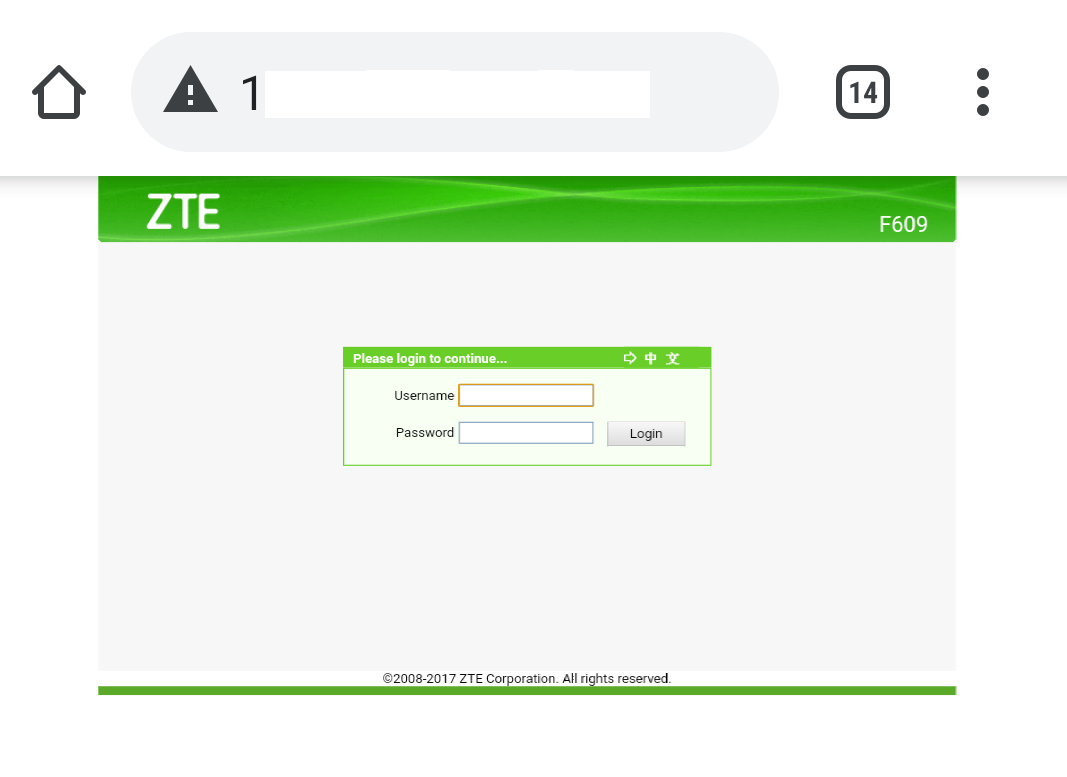 1
14
ZTE
F609
Please login to continue... 中 文
Username
Password
Login
©2008-2017 ZTE Corporation. All rights reserved.